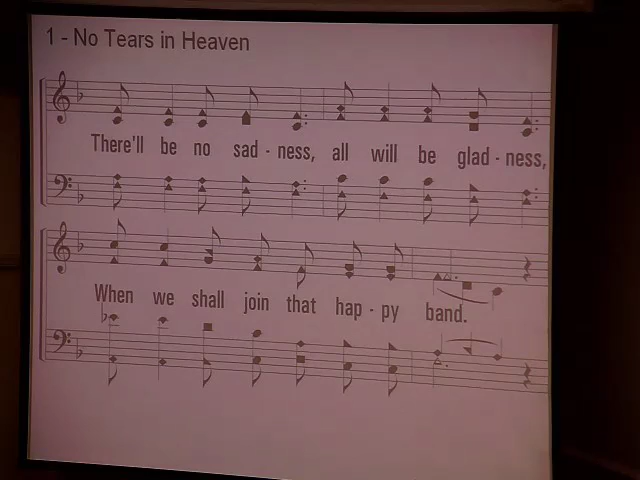 1 - No Tears in Heaven
There'll be no sad - ness, all will be glad - ness,
When we shall join that hap - py band.